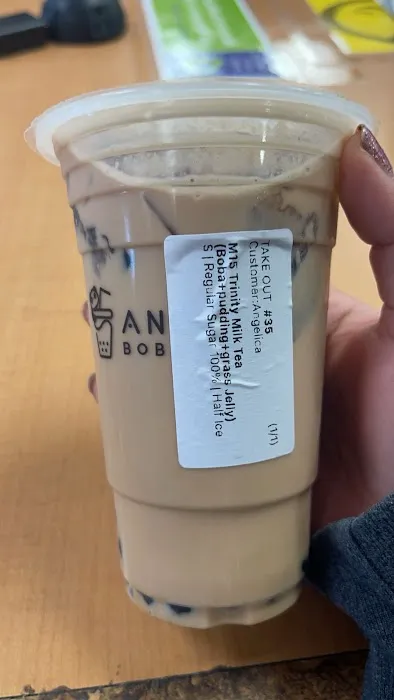 TAKE OUT #35
Customer:Angelica
M15 Trinity Milk Tea
(Boba+pudding+grass Jelly)
S | Regular Sugar 100% | Half Ice
(1/1)
AN
BOB